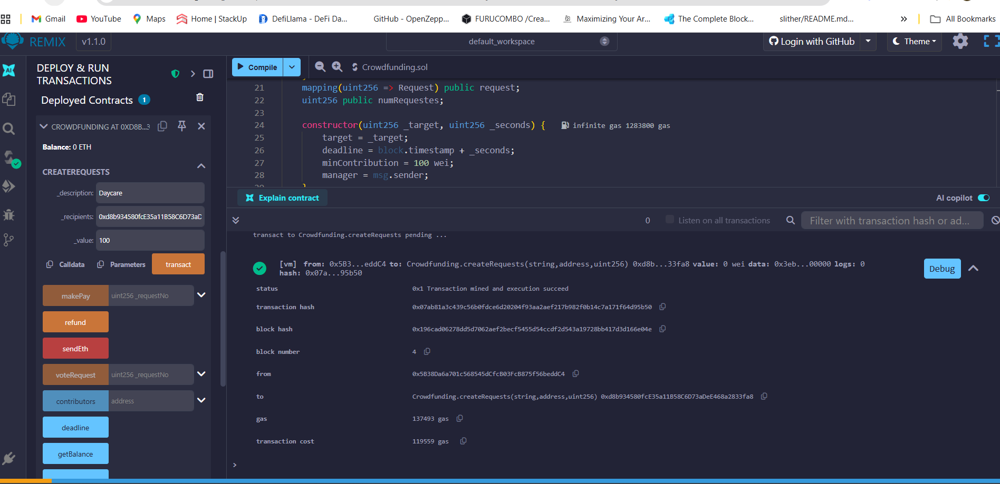 Gmail YouTube Maps Home | StackUp DefiLlama - DeFi Da... GitHub - OpenZepp... FURUCOMBO /Crea... Maximizing Your Ar... The Complete Block... slither/README.md... » All Bookmarks
REMIX v1.1.0 default_workspace Login with GitHub Theme
AI
DEPLOY & RUN
TRANSACTIONS
Deployed Contracts 1
CROWDFUNDING AT 0XD8B...3
Balance: 0 ETH
CREATEREQUESTS
_description: Daycare
_recipients: 0xd8b934580fcE35a11B58C6D73aD
_value: 100
Calldata Parameters transact
makePay uint256 _requestNo
refund
sendEth
voteRequest uint256 _requestNo
contributors address
deadline
getBalance
Compile Crowdfunding.sol
21 mapping(uint256 => Request) public request;
22 uint256 public numRequestes;
23
24 constructor(uint256 _target, uint256 _seconds) { infinite gas 1283800 gas
25 target = _target;
26 deadline = block.timestamp + _seconds;
27 minContribution = 100 wei;
28 manager = msg.sender;
Explain contract AI copilot
0 Listen on all transactions Filter with transaction hash or ad...
transact to Crowdfunding.createRequests pending ...
[vm] from: 0x5B3...eddC4 to: Crowdfunding.createRequests(string,address,uint256) 0xd8b...33fa8 value: 0 wei data: 0x3eb...00000 logs: 0
hash: 0x07a...95b50
Debug
status 0x1 Transaction mined and execution succeed
transaction hash 0x07ab81a3c439c56b0fdce6d20204f93aa2aef217b982f0b14c7a171f64d95b50
block hash 0x196cad06278dd5d7062aef2becf5455d54ccdf2d543a19728bb417d3d166e04e
block number 4
from 0x5B38Da6a701c568545dCfcB03FcB875f56beddC4
to Crowdfunding.createRequests(string,address,uint256) 0xd8b934580fcE35a11B58C6D73aDeE468a2833fa8
gas 137493 gas
transaction cost 119559 gas
>